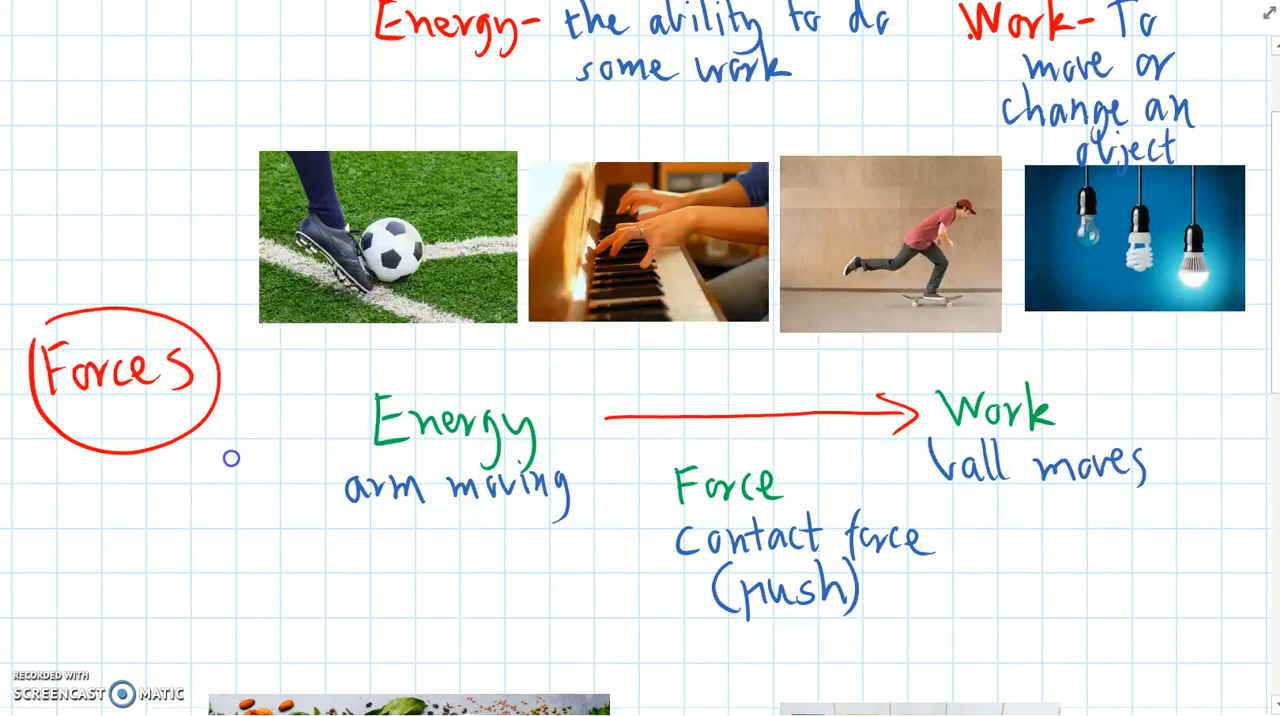 Energy- the ability to do
some work
Work- To
move or
change an
object
Forces
Energy
arm moving
Force
contact force
(push)
Work
ball moves
RECORDED WITH
SCREENCAST MATIC